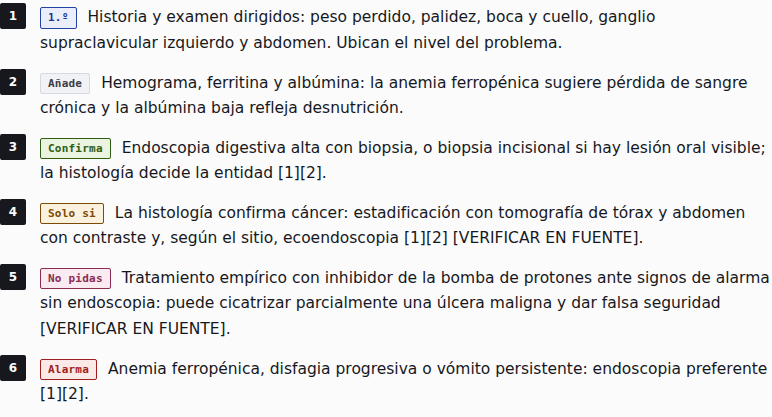 1 1.º Historia y examen dirigidos: peso perdido, palidez, boca y cuello, ganglio
supraclavicular izquierdo y abdomen. Ubican el nivel del problema.
2 Añade Hemograma, ferritina y albúmina: la anemia ferropénica sugiere pérdida de sangre
crónica y la albúmina baja refleja desnutrición.
3 Confirma Endoscopia digestiva alta con biopsia, o biopsia incisional si hay lesión oral visible;
la histología decide la entidad [1][2].
4 Solo si La histología confirma cáncer: estadificación con tomografía de tórax y abdomen
con contraste y, según el sitio, ecoendoscopia [1][2] [VERIFICAR EN FUENTE].
5 No pidas Tratamiento empírico con inhibidor de la bomba de protones ante signos de alarma
sin endoscopia: puede cicatrizar parcialmente una úlcera maligna y dar falsa seguridad
[VERIFICAR EN FUENTE].
6 Alarma Anemia ferropénica, disfagia progresiva o vómito persistente: endoscopia preferente
[1][2].